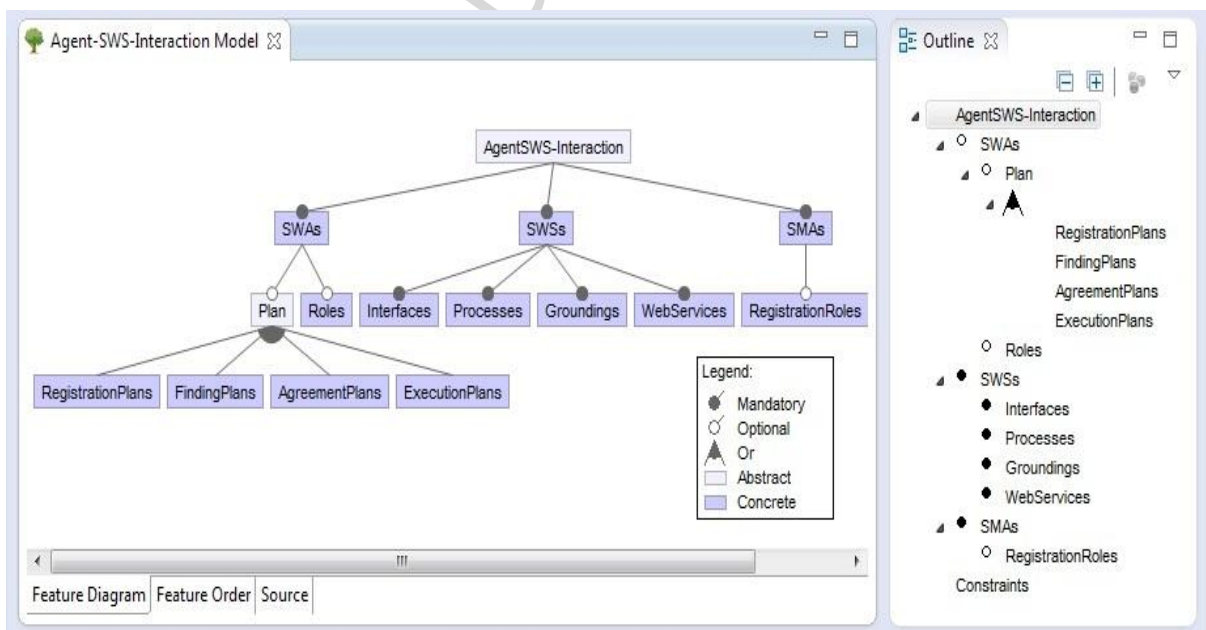 Agent-SWS-Interaction Model
AgentSWS-Interaction
SWAs SWSs SMAs
Plan Roles Interfaces Processes Groundings WebServices RegistrationRoles
RegistrationPlans FindingPlans AgreementPlans ExecutionPlans
Legend:
Mandatory
Optional
Or
Abstract
Concrete
Feature Diagram Feature Order Source
Outline
AgentSWS-Interaction
SWAs
Plan
RegistrationPlans
FindingPlans
AgreementPlans
ExecutionPlans
Roles
SWSs
Interfaces
Processes
Groundings
WebServices
SMAs
RegistrationRoles
Constraints